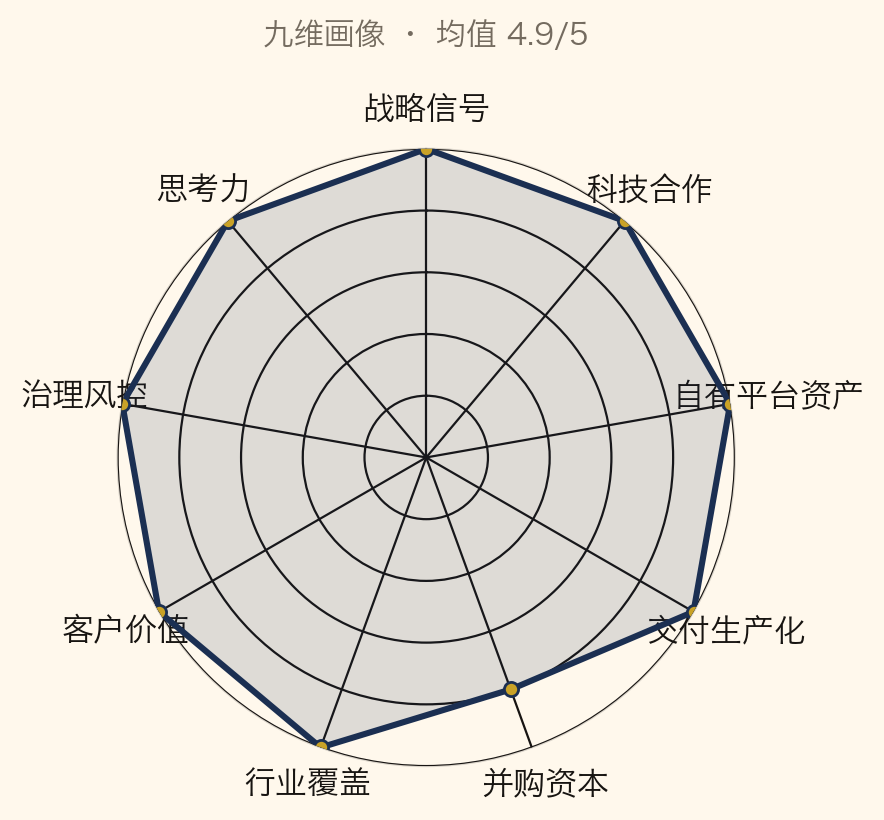 九维画像 · 均值 4.9/5
战略信号
思考力
科技合作
治理风控
自有平台资产
客户价值
交付生产化
行业覆盖
并购资本